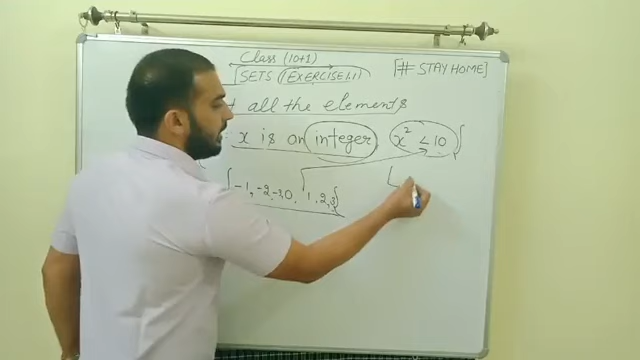 Class (10+1)
SETS (EXERCISE 1.1)
[# STAY HOME]
all the elements
x is an integer x² < 10}
{-1, -2, -3, 0, 1, 2, 3}